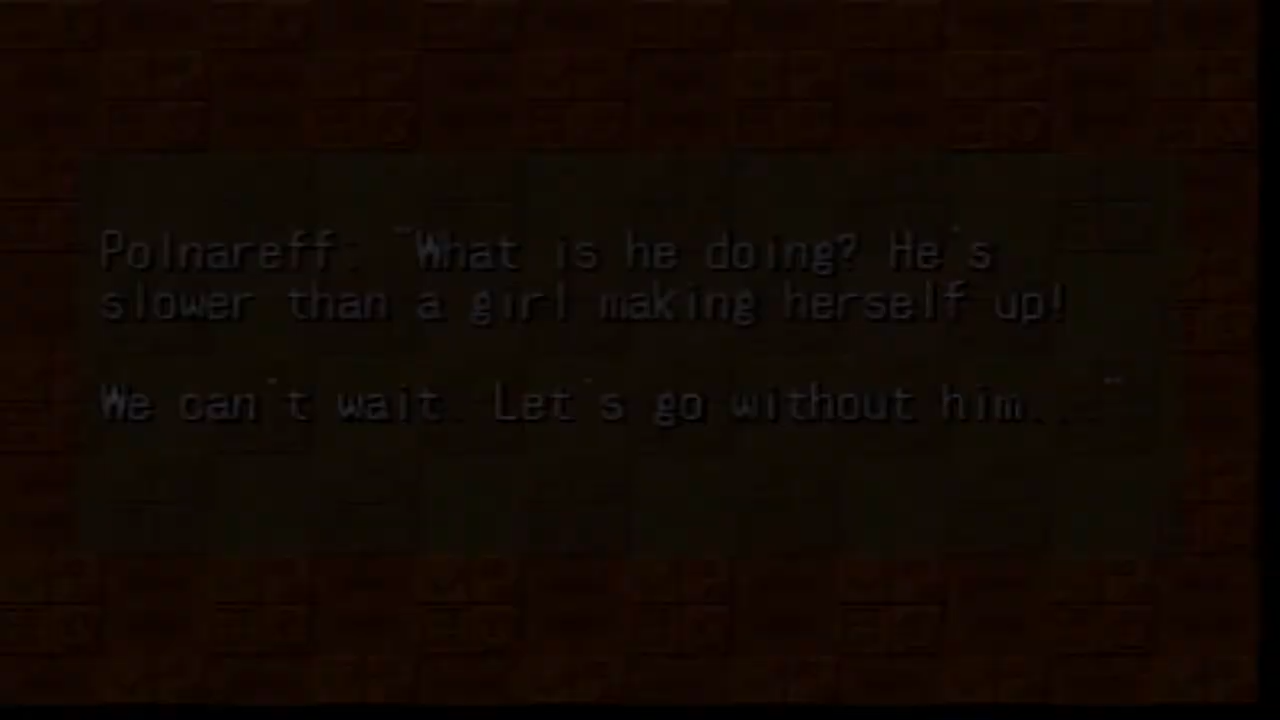 Polnareff: "What is he doing? He's
slower than a girl making herself up!
We can't wait. Let's go without him..."